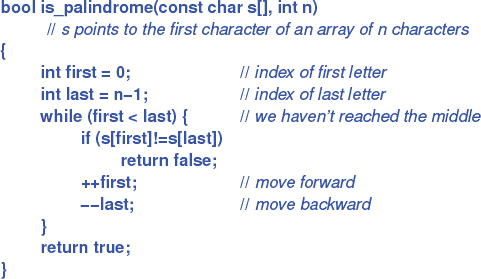 bool is_palindrome(const char s[], int n)
// s points to the first character of an array of n characters
{
int first = 0; // index of first letter
int last = n−1; // index of last letter
while (first < last) { // we haven’t reached the middle
if (s[first]!=s[last])
return false;
++first; // move forward
−−last; // move backward
}
return true;
}